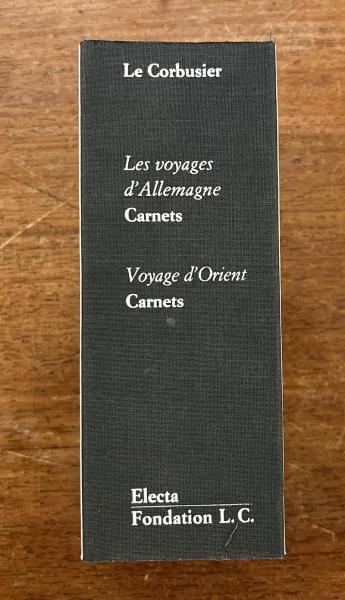 Le Corbusier
Les voyages
d'Allemagne
Carnets
Voyage d'Orient
Carnets
Electa
Fondation L.C.